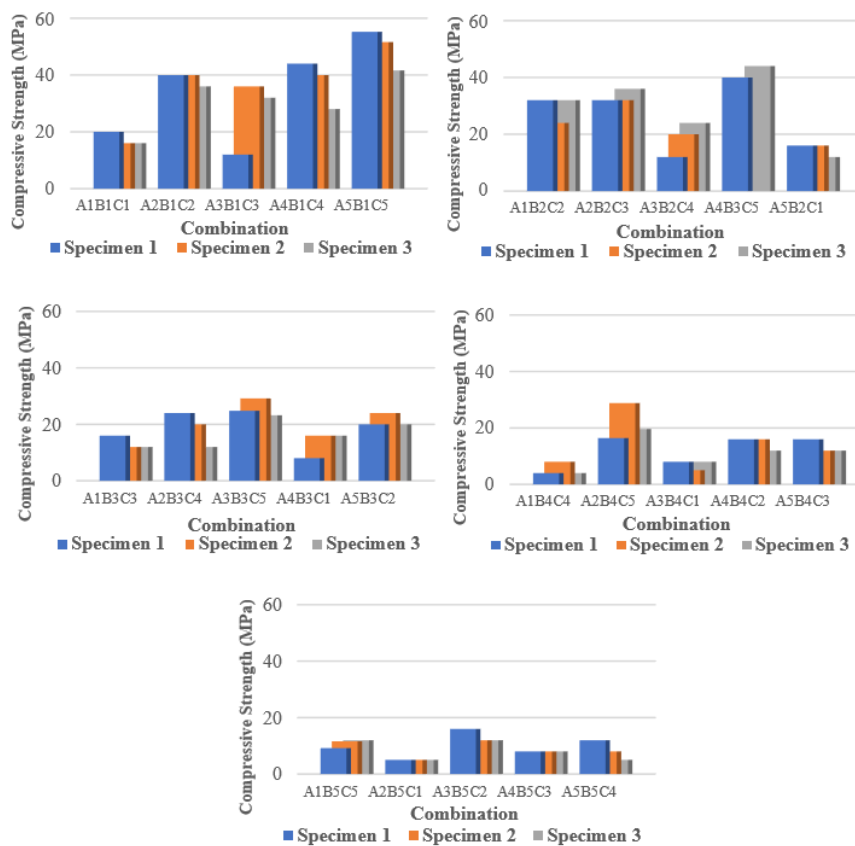 Compressive Strength (MPa)
60
40
20
0
A1B1C1 A2B1C2 A3B1C3 A4B1C4 A5B1C5
Combination
Specimen 1 Specimen 2 Specimen 3
Compressive Strength (MPa)
60
40
20
0
A1B2C2 A2B2C3 A3B2C4 A4B3C5 A5B2C1
Combination
Specimen 1 Specimen 2 Specimen 3
Compressive Strength (MPa)
60
40
20
0
A1B3C3 A2B3C4 A3B3C5 A4B3C1 A5B3C2
Combination
Specimen 1 Specimen 2 Specimen 3
Compressive Strength (MPa)
60
40
20
0
A1B4C4 A2B4C5 A3B4C1 A4B4C2 A5B4C3
Combination
Specimen 1 Specimen 2 Specimen 3
Compressive Strength (MPa)
60
40
20
0
A1B5C5 A2B5C1 A3B5C2 A4B5C3 A5B5C4
Combination
Specimen 1 Specimen 2 Specimen 3